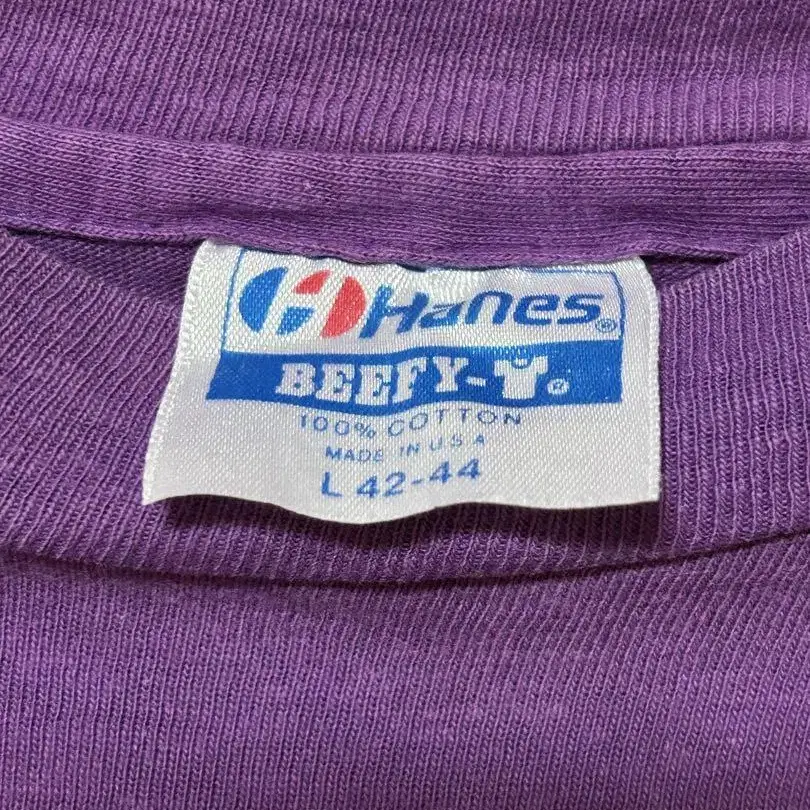 Hanes®
BEEFY-T®
100% COTTON
MADE IN U S A
L 42-44